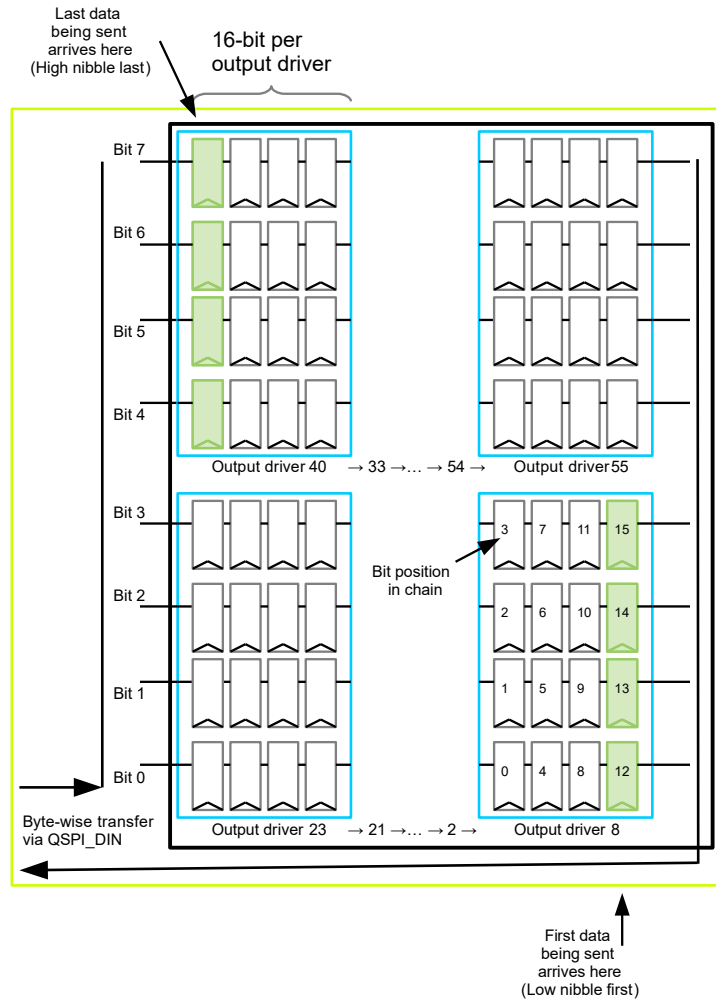 Last data
being sent
arrives here
(High nibble last)
16-bit per
output driver
Bit 7
Bit 6
Bit 5
Bit 4
Output driver 40 → 33 →… → 54 → Output driver 55
Bit 3
3 7 11 15
Bit position
in chain
Bit 2
2 6 10 14
Bit 1
1 5 9 13
Bit 0
0 4 8 12
Byte-wise transfer
via QSPI_DIN
Output driver 23 → 21 →… → 2 → Output driver 8
First data
being sent
arrives here
(Low nibble first)